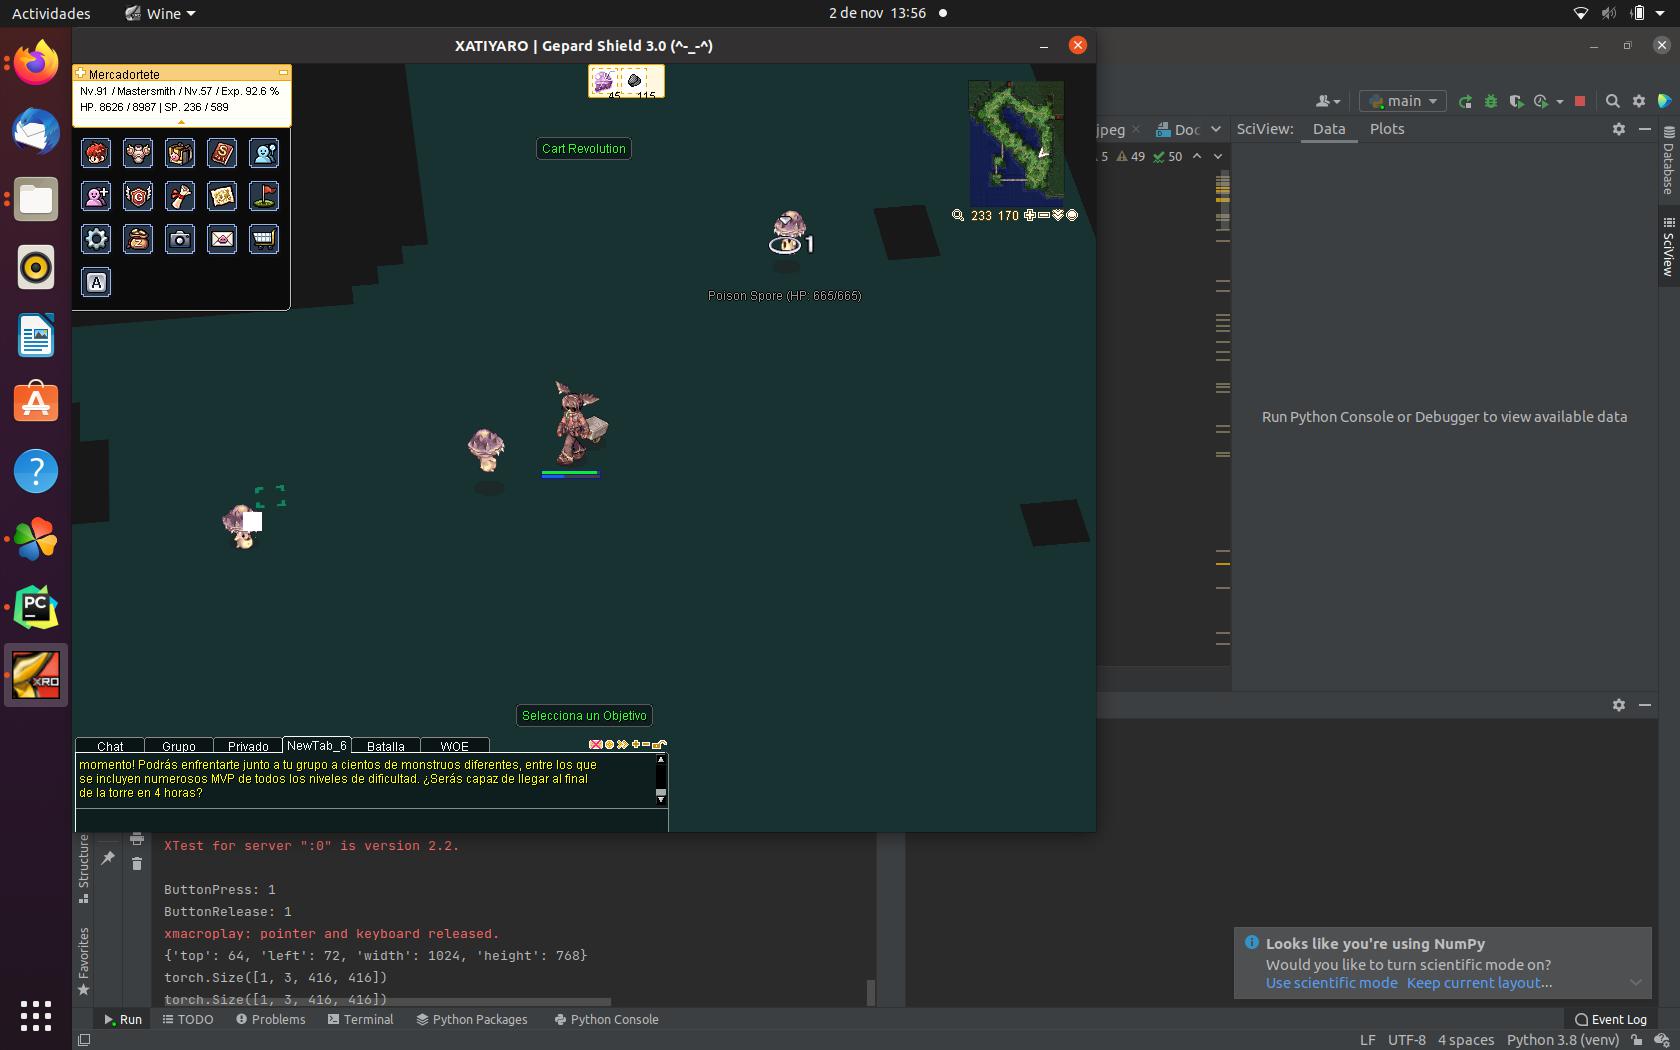 Actividades
Wine
2 de nov 13:56
XATIYARO | Gepard Shield 3.0 (^-_-^)
Mercadortete
Nv.91 / Mastersmith / Nv.57 / Exp. 92.6 %
HP. 8626 / 8987 | SP. 236 / 589
45
115
Cart Revolution
233 170
1
Poison Spore (HP: 665/665)
Selecciona un Objetivo
Chat
Grupo
Privado
NewTab_6
Batalla
WOE
momento! Podrás enfrentarte junto a tu grupo a cientos de monstruos diferentes, entre los que
se incluyen numerosos MVP de todos los niveles de dificultad. ¿Serás capaz de llegar al final
de la torre en 4 horas?
A
PC
XRO
main
jpeg
Doc
SciView:
Data
Plots
5
49
50
Database
SciView
Run Python Console or Debugger to view available data
Structure
Favorites
XTest for server ":0" is version 2.2.
ButtonPress: 1
ButtonRelease: 1
xmacroplay: pointer and keyboard released.
{'top': 64, 'left': 72, 'width': 1024, 'height': 768}
torch.Size([1, 3, 416, 416])
torch.Size([1, 3, 416, 416])
Looks like you're using NumPy
Would you like to turn scientific mode on?
Use scientific mode
Keep current layout...
Run
TODO
Problems
Terminal
Python Packages
Python Console
Event Log
LF
UTF-8
4 spaces
Python 3.8 (venv)